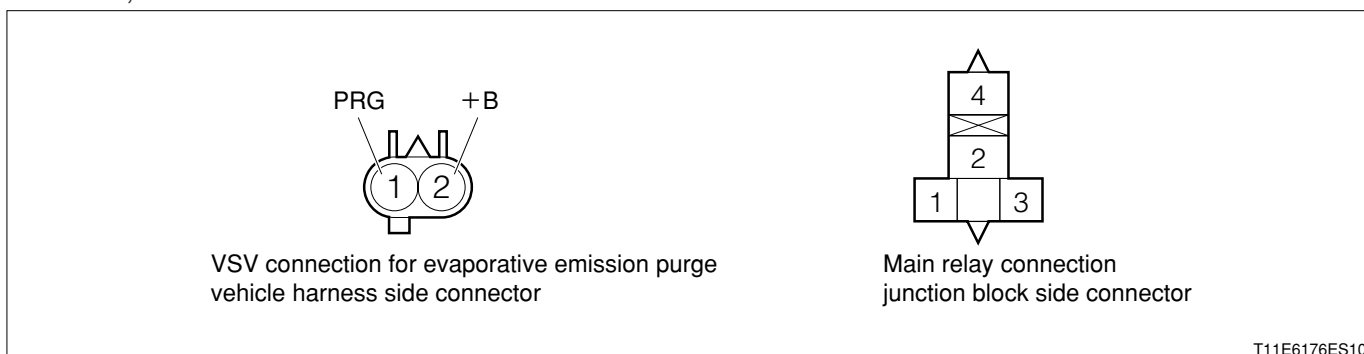 PRG +B
1 2
VSV connection for evaporative emission purge
vehicle harness side connector
4
2
1 3
Main relay connection
junction block side connector
T11E6176ES10